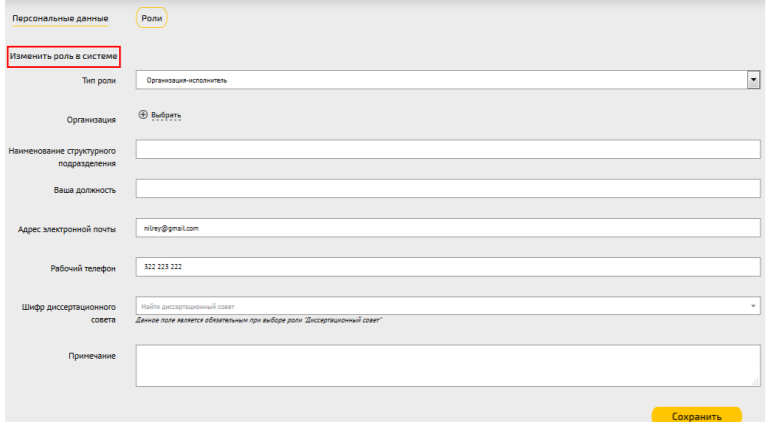 Персональные данные
Роли
Изменить роль в системе
Тип роли
Организация-исполнитель
Организация
Выбрать
Наименование структурного
подразделения
Ваша должность
Адрес электронной почты
nilrey@gmail.com
Рабочий телефон
322 223 222
Шифр диссертационного
совета
Найти диссертационный совет
Данное поле является обязательным при выборе роли "Диссертационный совет"
Примечание
Сохранить